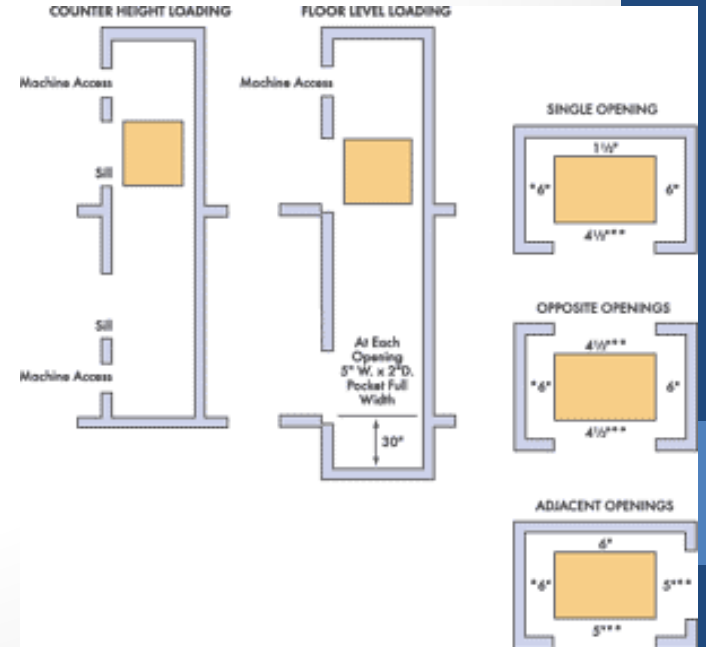 COUNTER HEIGHT LOADING
Machine Access
Sill
Sill
Machine Access
FLOOR LEVEL LOADING
Machine Access
At Each
Opening
5" W. x 2"D.
Pocket Full
Width
30"
SINGLE OPENING
1½"
*6"
6"
4½"**
OPPOSITE OPENINGS
4½"**
*6"
6"
4½"**
ADJACENT OPENINGS
6"
*6"
5"**
5"**